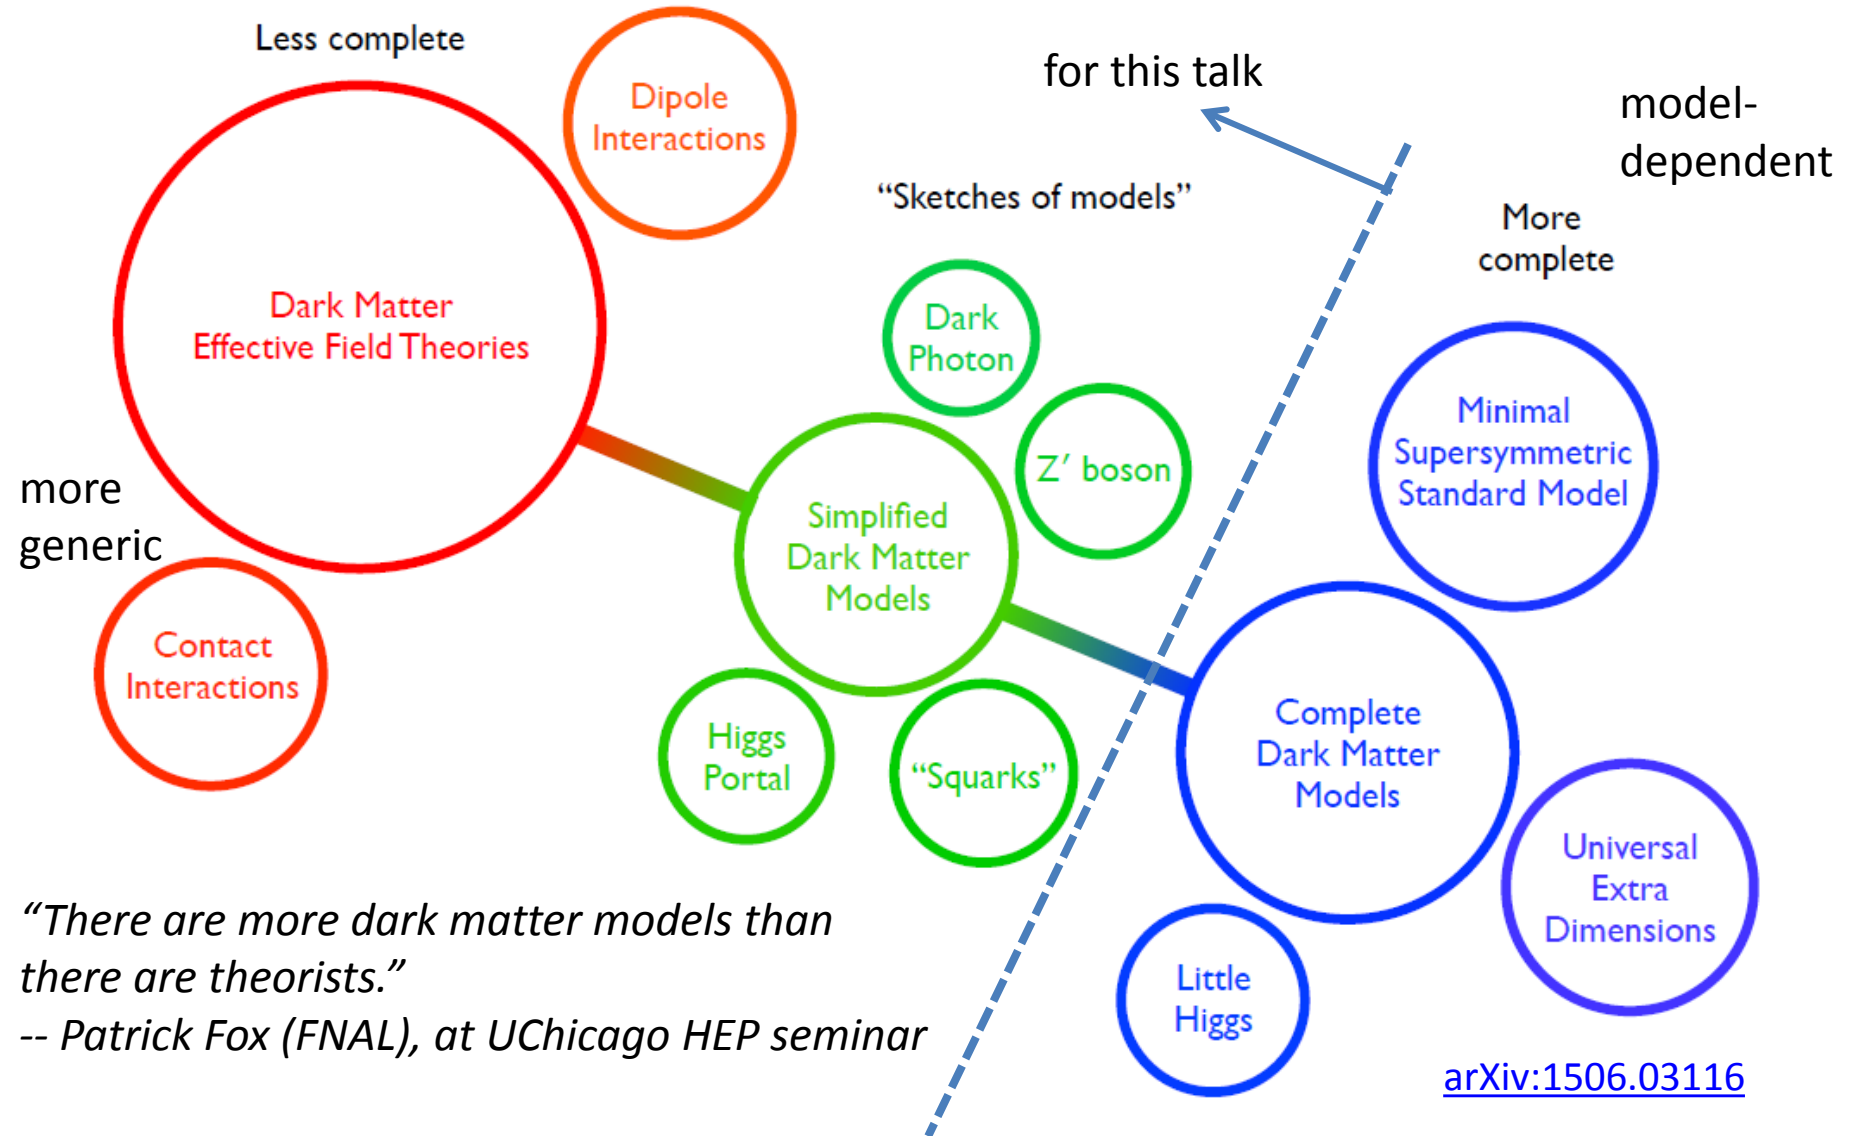 Less complete
Dipole
Interactions
for this talk
model-
dependent
“Sketches of models”
More
complete
Dark Matter
Effective Field Theories
Dark
Photon
Minimal
Supersymmetric
Standard Model
Z′ boson
more
generic
Simplified
Dark Matter
Models
Contact
Interactions
Higgs
Portal
“Squarks”
Complete
Dark Matter
Models
Universal
Extra
Dimensions
Little
Higgs
“There are more dark matter models than
there are theorists.”
-- Patrick Fox (FNAL), at UChicago HEP seminar
arXiv:1506.03116